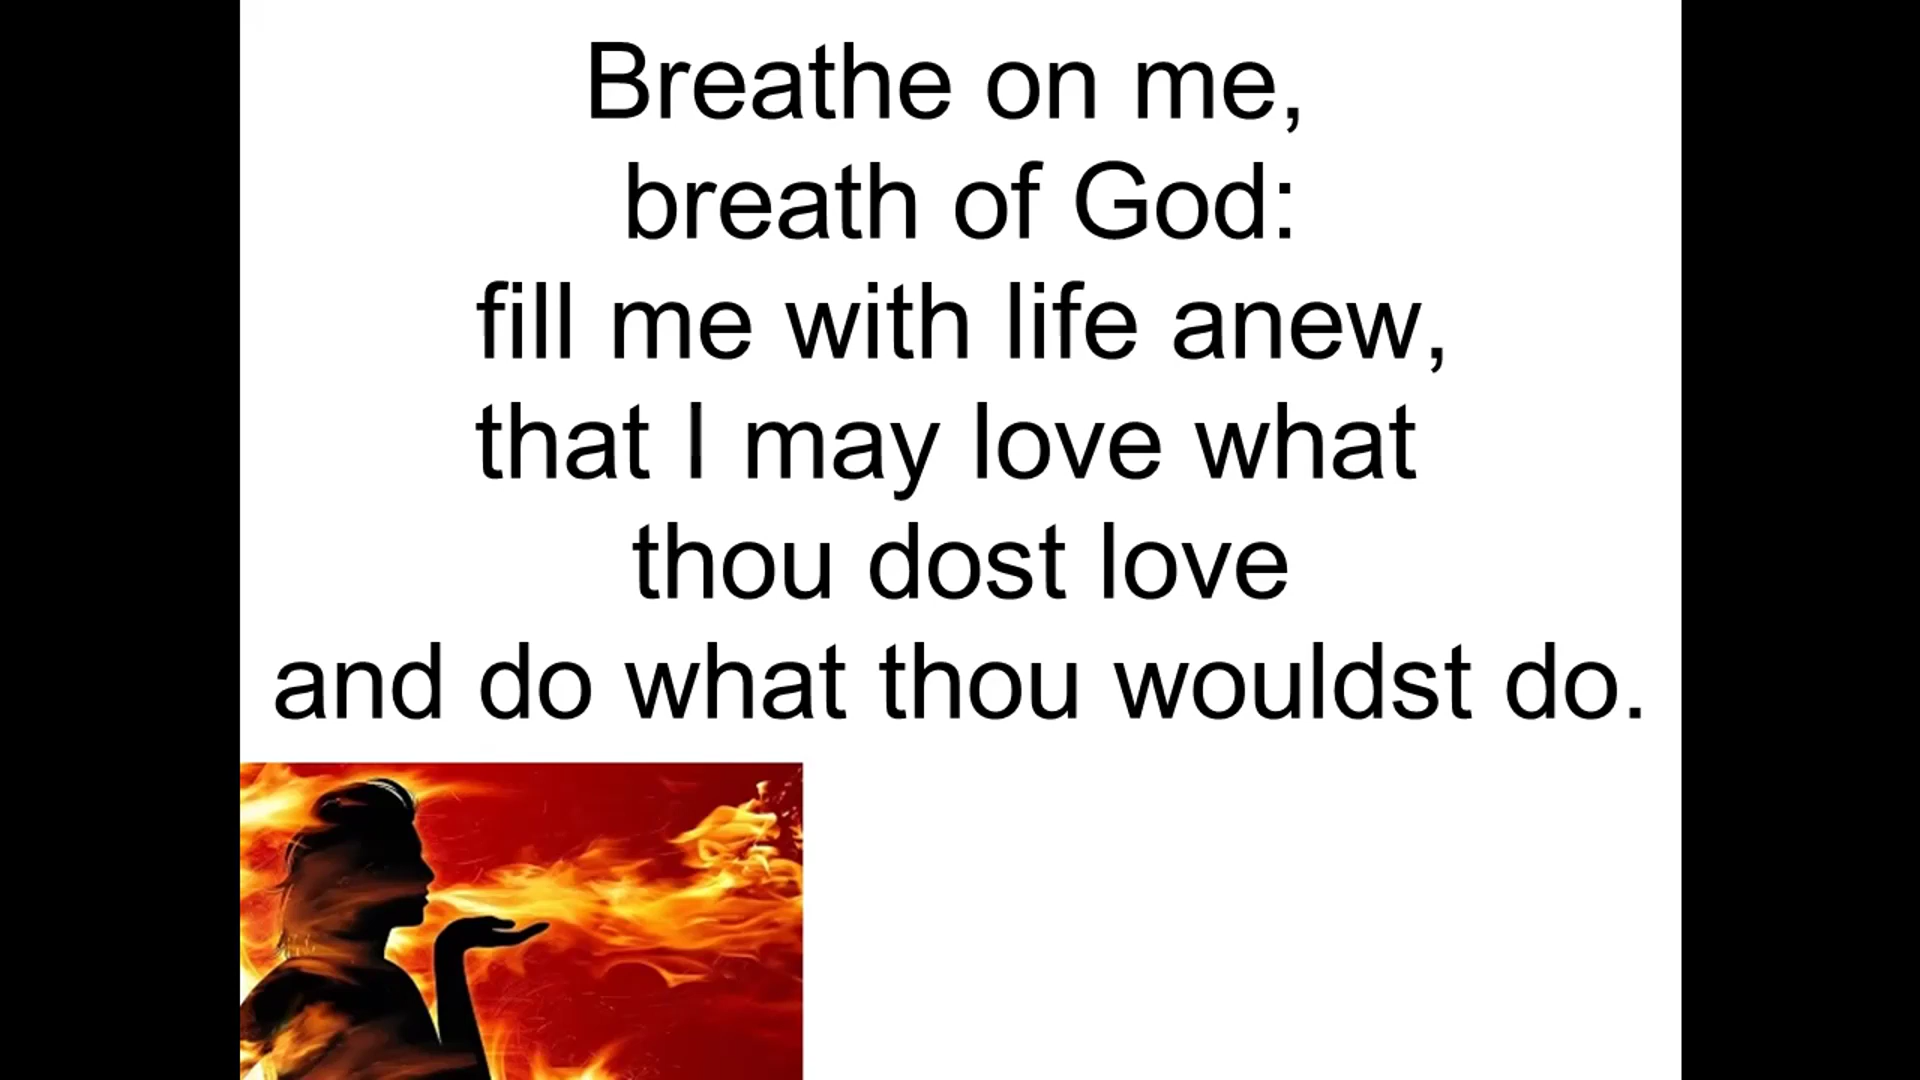 Breathe on me,
breath of God:
fill me with life anew,
that I may love what
thou dost love
and do what thou wouldst do.